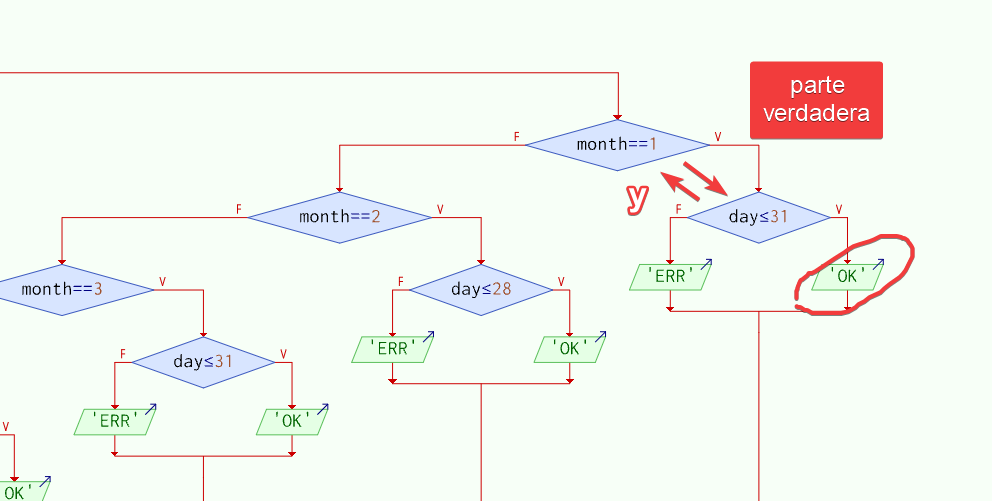 parte
verdadera
F
month==1
V
y
F
month==2
V
F
day≤31
V
'ERR'
'OK'
month==3
V
F
day≤28
V
'ERR'
'OK'
F
day≤31
V
'ERR'
'OK'
V
OK'